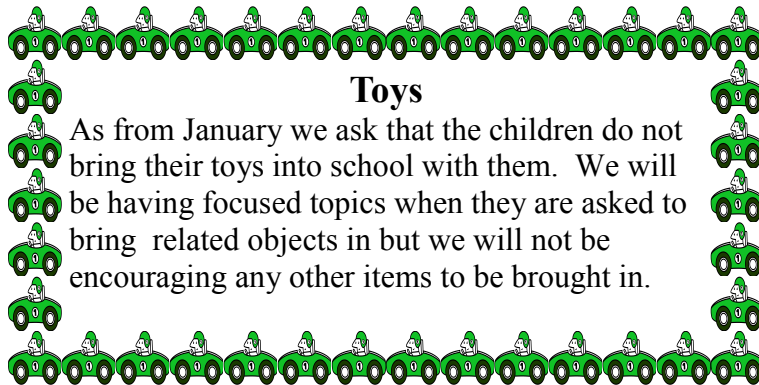 Toys
As from January we ask that the children do not
bring their toys into school with them.  We will
be having focused topics when they are asked to
bring  related objects in but we will not be
encouraging any other items to be brought in.